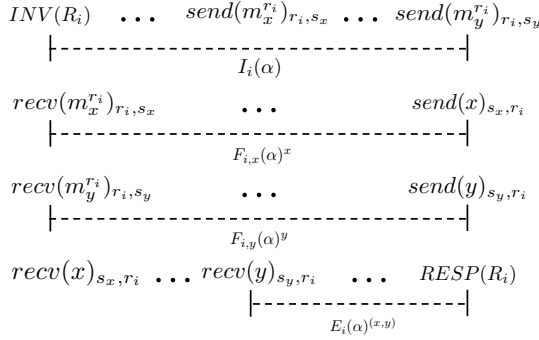 INV(R_i) ... send(m_x^{r_i})_{r_i,s_x} ... send(m_y^{r_i})_{r_i,s_y}
I_i(α)
recv(m_x^{r_i})_{r_i,s_x} ... send(x)_{s_x,r_i}
F_{i,x}(α)^x
recv(m_y^{r_i})_{r_i,s_y} ... send(y)_{s_y,r_i}
F_{i,y}(α)^y
recv(x)_{s_x,r_i} ... recv(y)_{s_y,r_i} ... RESP(R_i)
E_i(α)^{(x,y)}